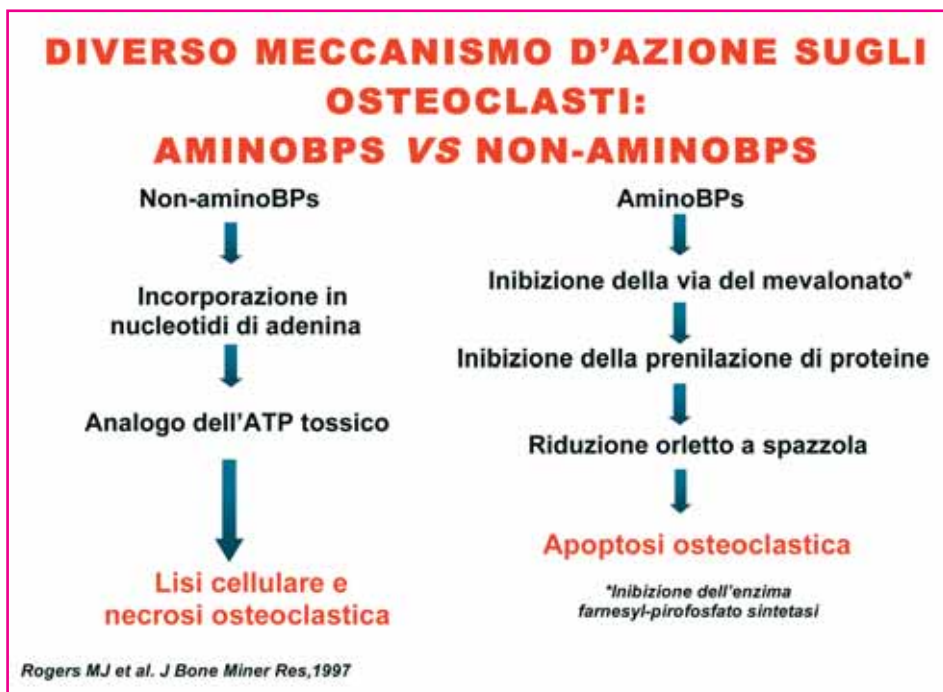 DIVERSO MECCANISMO D'AZIONE SUGLI
OSTEOCLASTI:
AMINOBPS VS NON-AMINOBPS
Non-aminoBPs
Incorporazione in
nucleotidi di adenina
Analogo dell'ATP tossico
Lisi cellulare e
necrosi osteoclastica
AminoBPs
Inibizione della via del mevalonato*
Inibizione della prenilazione di proteine
Riduzione orletto a spazzola
Apoptosi osteoclastica
*Inibizione dell'enzima
farnesyl-pirofosfato sintetasi
Rogers MJ et al. J Bone Miner Res,1997